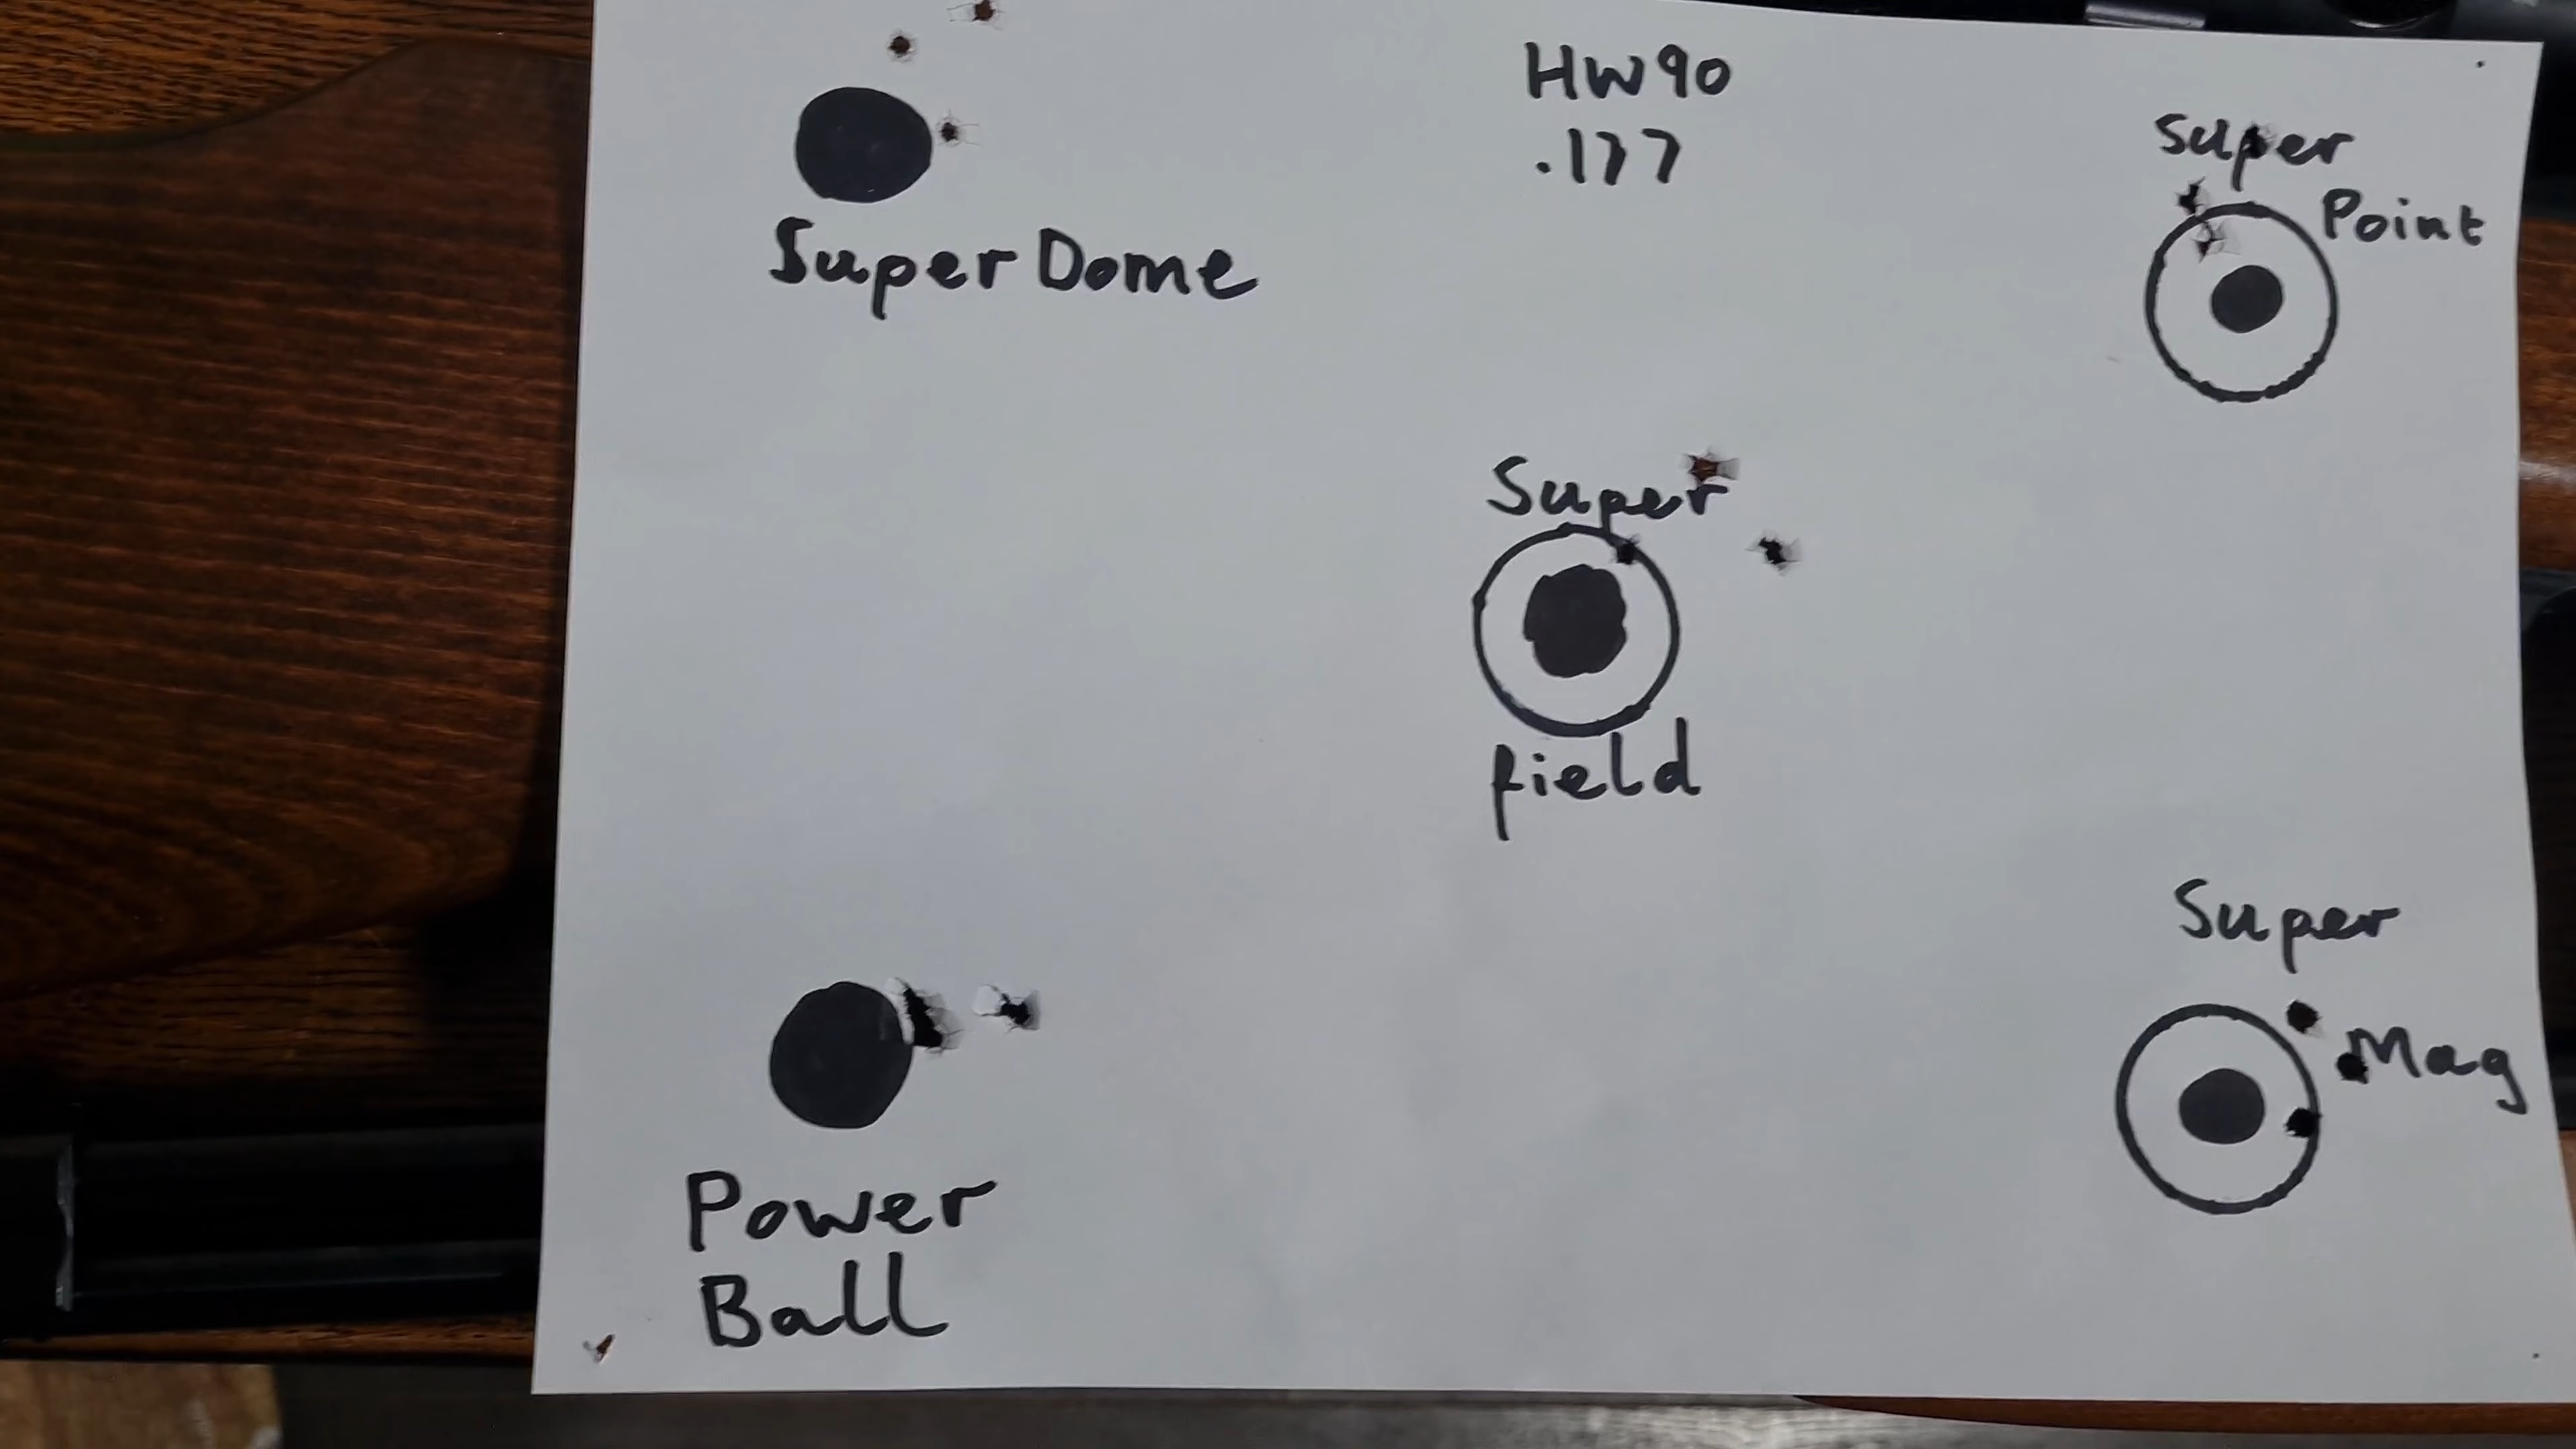 HW90
.177
Super
Point
Super Dome
Super
field
Super
Mag
Power
Ball